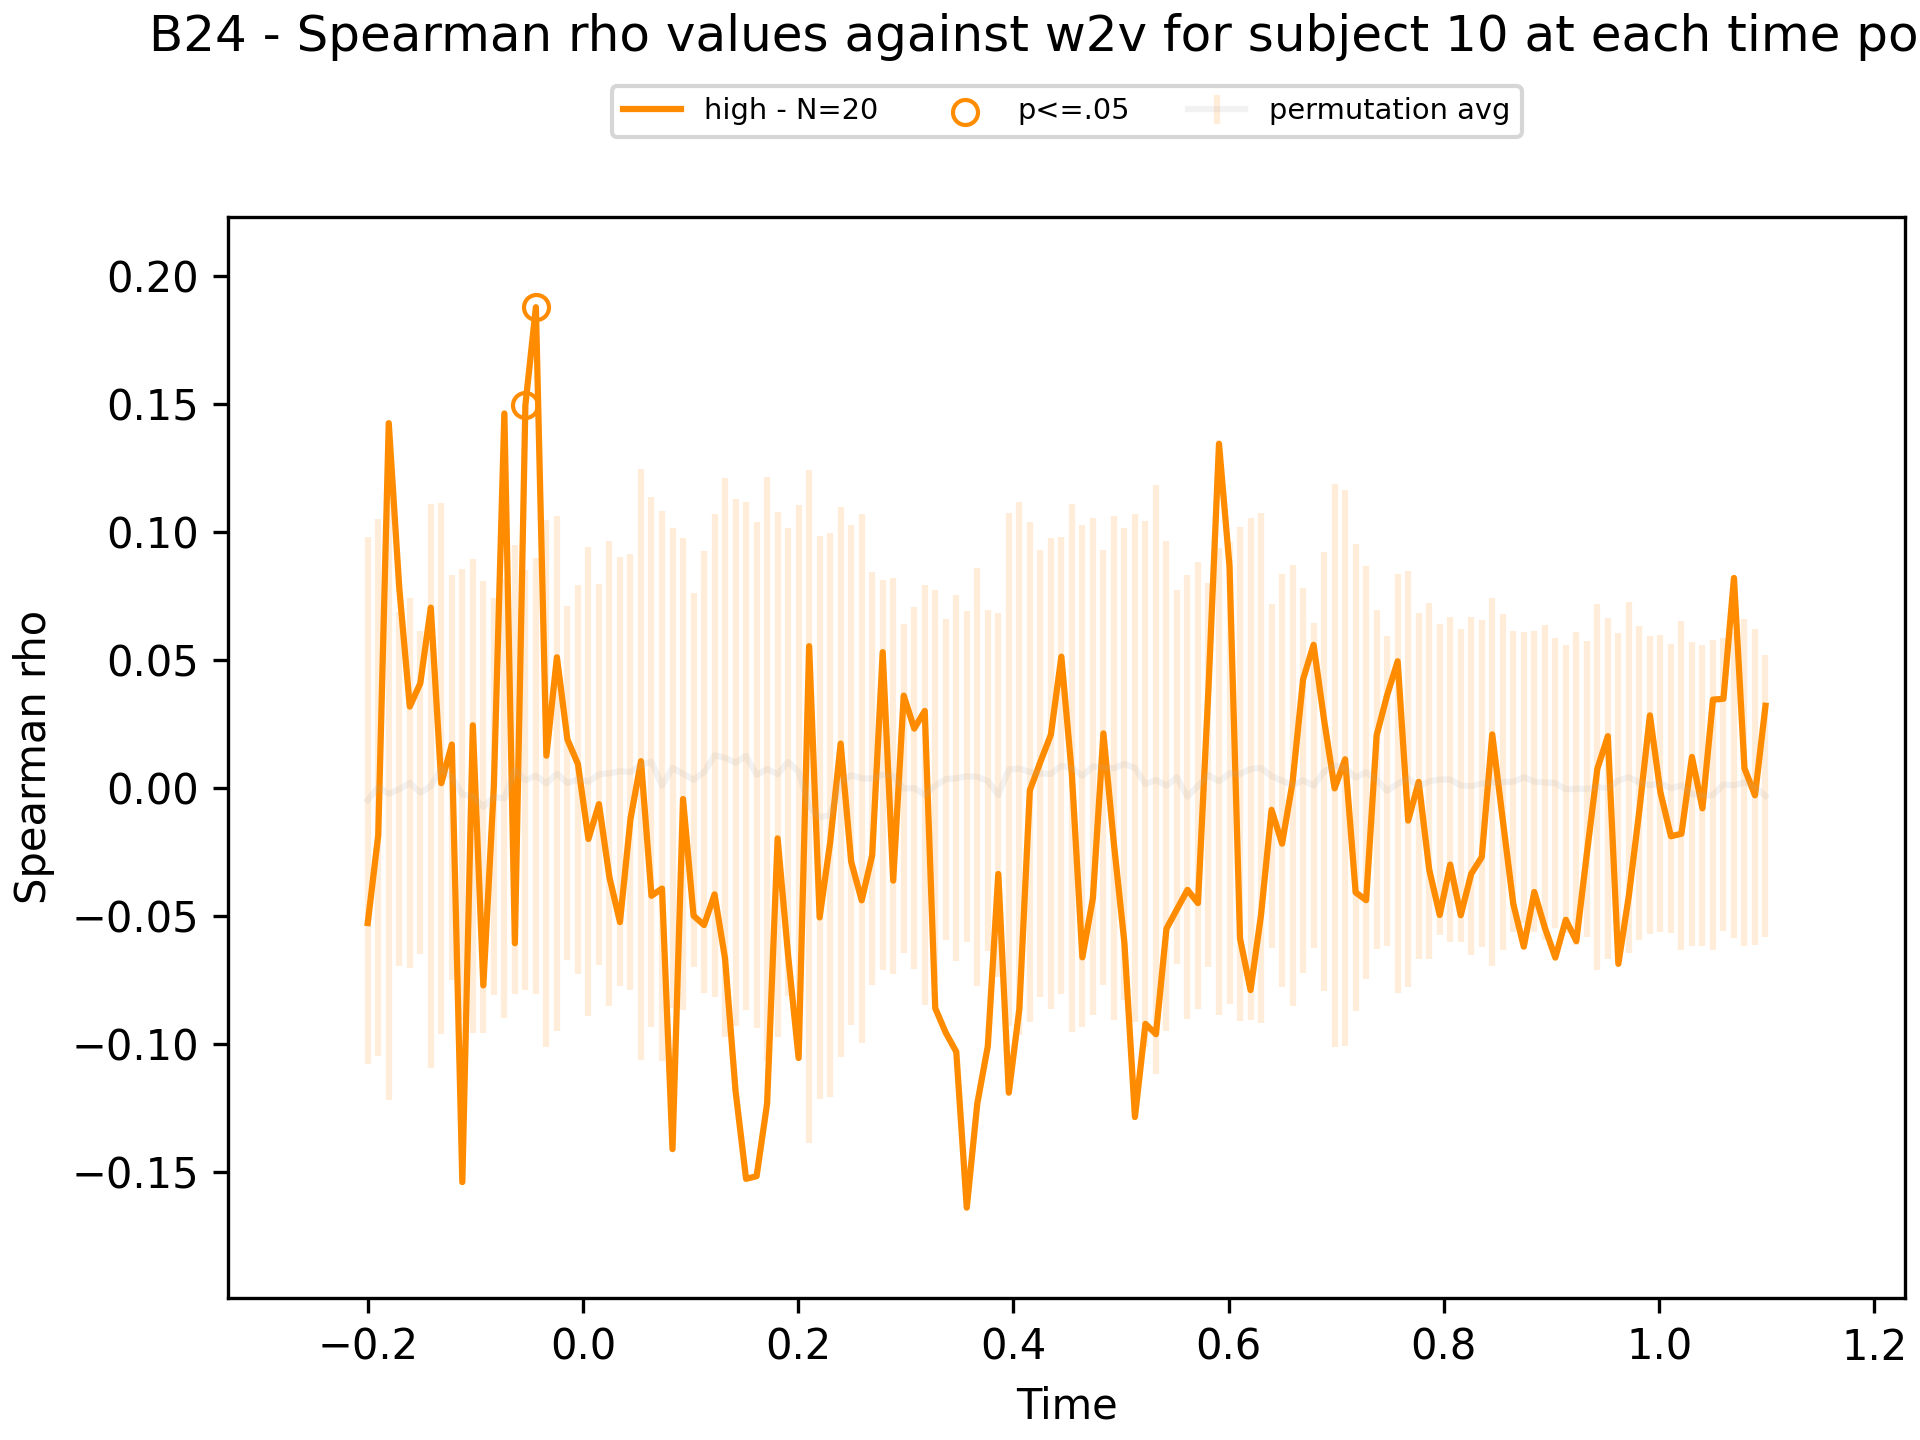 B24 - Spearman rho values against w2v for subject 10 at each time po
high - N=20 p<=.05 permutation avg
0.20
0.15
0.10
0.05
0.00
−0.05
−0.10
−0.15
Spearman rho
−0.2 0.0 0.2 0.4 0.6 0.8 1.0 1.2
Time